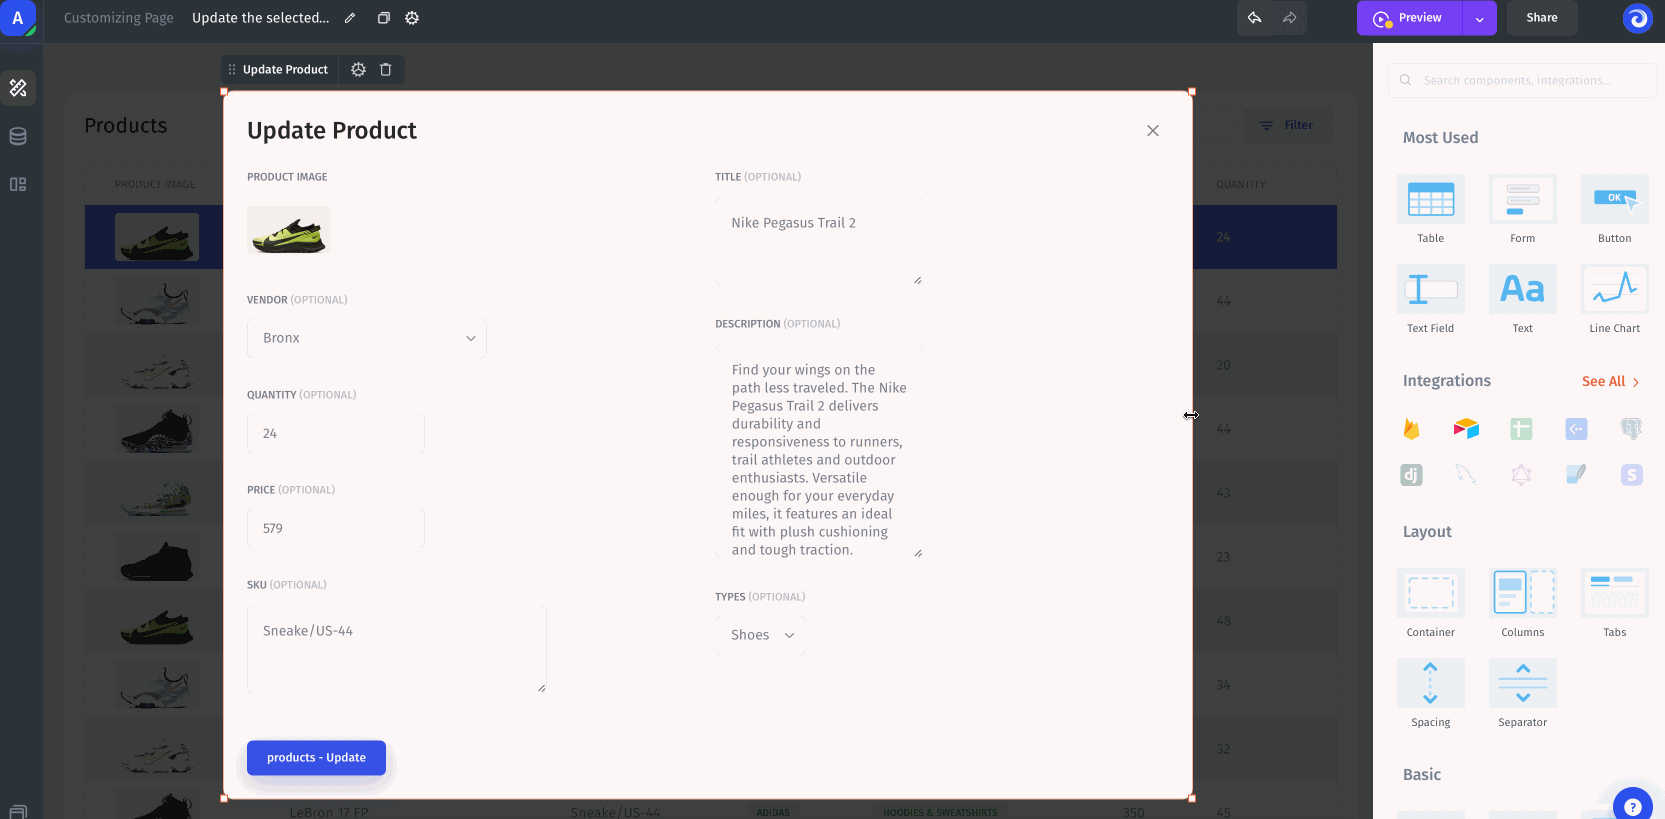 A
Customizing Page
Update the selected...
Preview
Share
Update Product
Search components, integrations...
Products
Filter
Update Product
Most Used
PRODUCT IMAGE
PRODUCT IMAGE
TITLE (OPTIONAL)
QUANTITY
Nike Pegasus Trail 2
OK
24
Table
Form
Button
VENDOR (OPTIONAL)
44
Bronx
DESCRIPTION (OPTIONAL)
Aa
Text Field
Text
Line Chart
Find your wings on the
path less traveled. The Nike
Pegasus Trail 2 delivers
durability and
responsiveness to runners,
trail athletes and outdoor
enthusiasts. Versatile
enough for your everyday
miles, it features an ideal
fit with plush cushioning
and tough traction.
20
Integrations
See All
QUANTITY (OPTIONAL)
24
44
dj
S
PRICE (OPTIONAL)
43
579
Layout
23
SKU (OPTIONAL)
TYPES (OPTIONAL)
Sneake/US-44
Shoes
48
Container
Columns
Tabs
34
Spacing
Separator
products - Update
32
Basic
LeBron 17 FP
Sneake/US-44
ADIDAS
HOODIES & SWEATSHIRTS
350
45
?